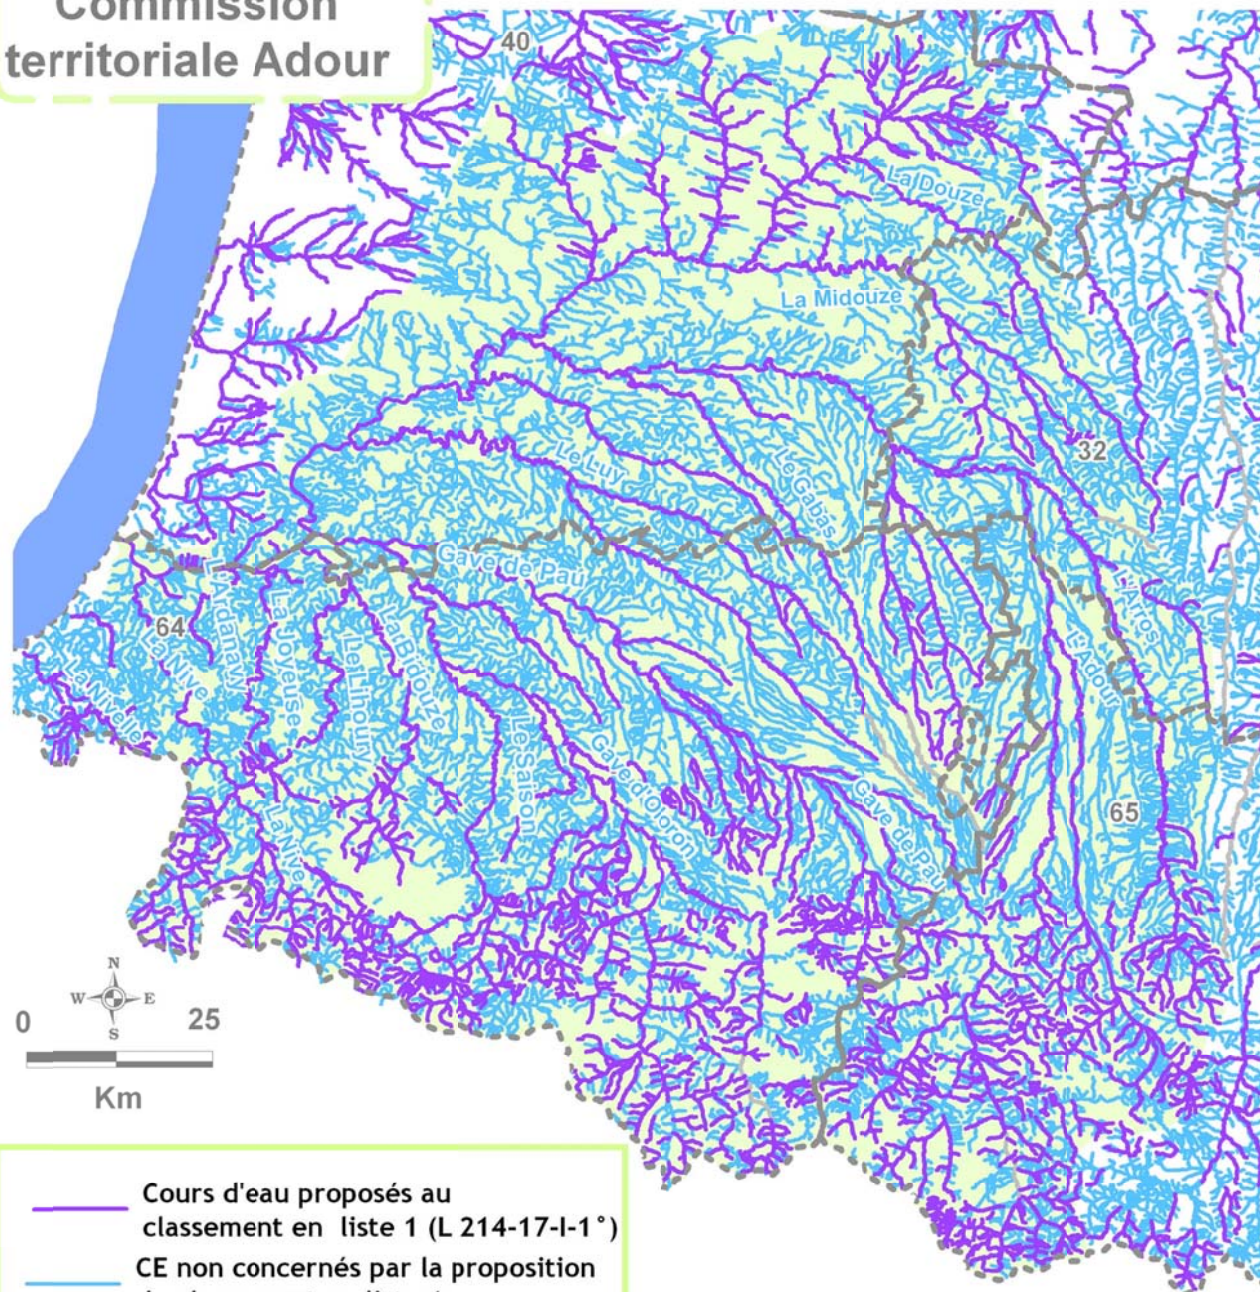 Commission
territoriale Adour
40
La Douze
La Midouze
32
Le Luy
Le Gabas
Gave de Pau
L'Arros
64
L'Ardanavy
La Joyeuse
La Nive
Le Lihoury
La Bidouze
L'Adour
La Nivelle
Le Saison
Gave d'Oloron
Gave de Pau
65
La Nive
N
W
E
S
0
25
Km
Cours d'eau proposés au
classement en liste 1 (L 214-17-I-1°)
CE non concernés par la proposition